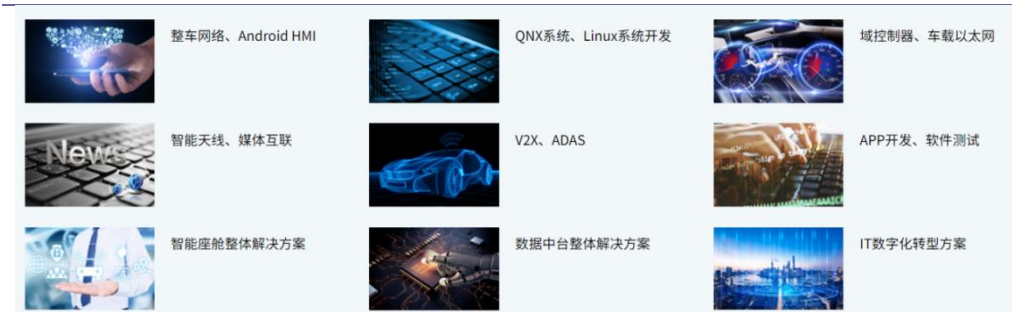 整车网络、Android HMI
QNX系统、Linux系统开发
域控制器、车载以太网
News
智能天线、媒体互联
V2X、ADAS
APP开发、软件测试
智能座舱整体解决方案
数据中台整体解决方案
IT数字化转型方案